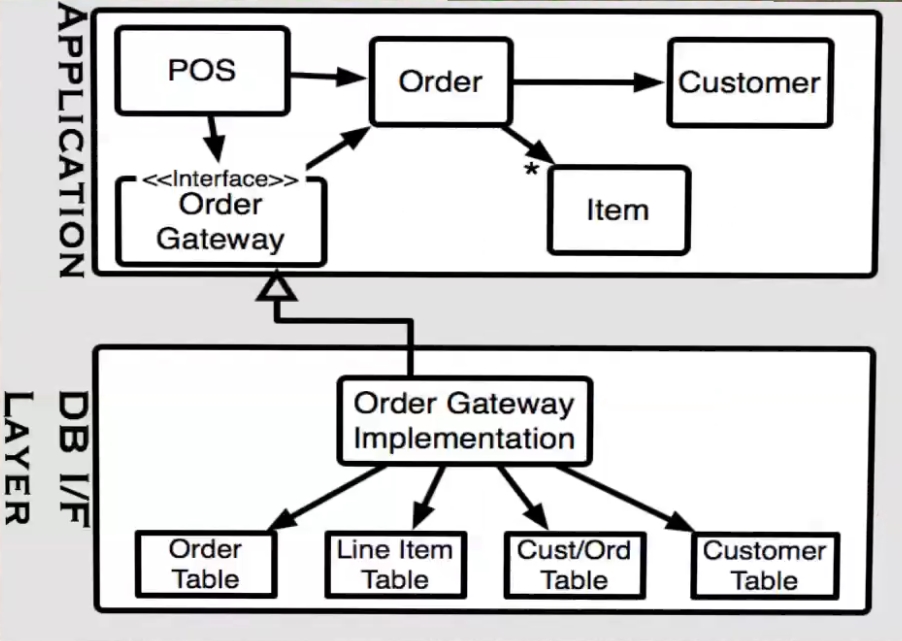 APPLICATION
POS
Order
Customer
<<Interface>>
Order
Gateway
*
Item
DB I/F
LAYER
Order Gateway
Implementation
Order
Table
Line Item
Table
Cust/Ord
Table
Customer
Table